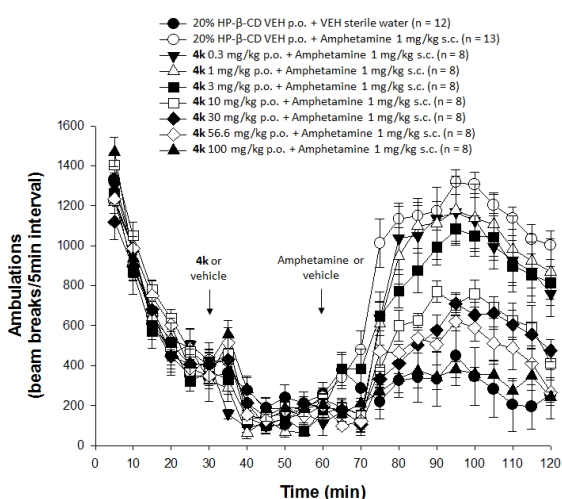 20% HP-β-CD VEH p.o. + VEH sterile water (n = 12)
20% HP-β-CD VEH p.o. + Amphetamine 1 mg/kg s.c. (n = 13)
4k 0.3 mg/kg p.o. + Amphetamine 1 mg/kg s.c. (n = 8)
4k 1 mg/kg p.o. + Amphetamine 1 mg/kg s.c. (n = 8)
4k 3 mg/kg p.o. + Amphetamine 1 mg/kg s.c. (n = 8)
4k 10 mg/kg p.o. + Amphetamine 1 mg/kg s.c. (n = 8)
4k 30 mg/kg p.o. + Amphetamine 1 mg/kg s.c. (n = 8)
4k 56.6 mg/kg p.o. + Amphetamine 1 mg/kg s.c. (n = 8)
4k 100 mg/kg p.o. + Amphetamine 1 mg/kg s.c. (n = 8)
1600
1400
1200
1000
800
600
400
200
0
Ambulations
(beam breaks/5min interval)
4k or
vehicle
Amphetamine or
vehicle
0 10 20 30 40 50 60 70 80 90 100 110 120
Time (min)